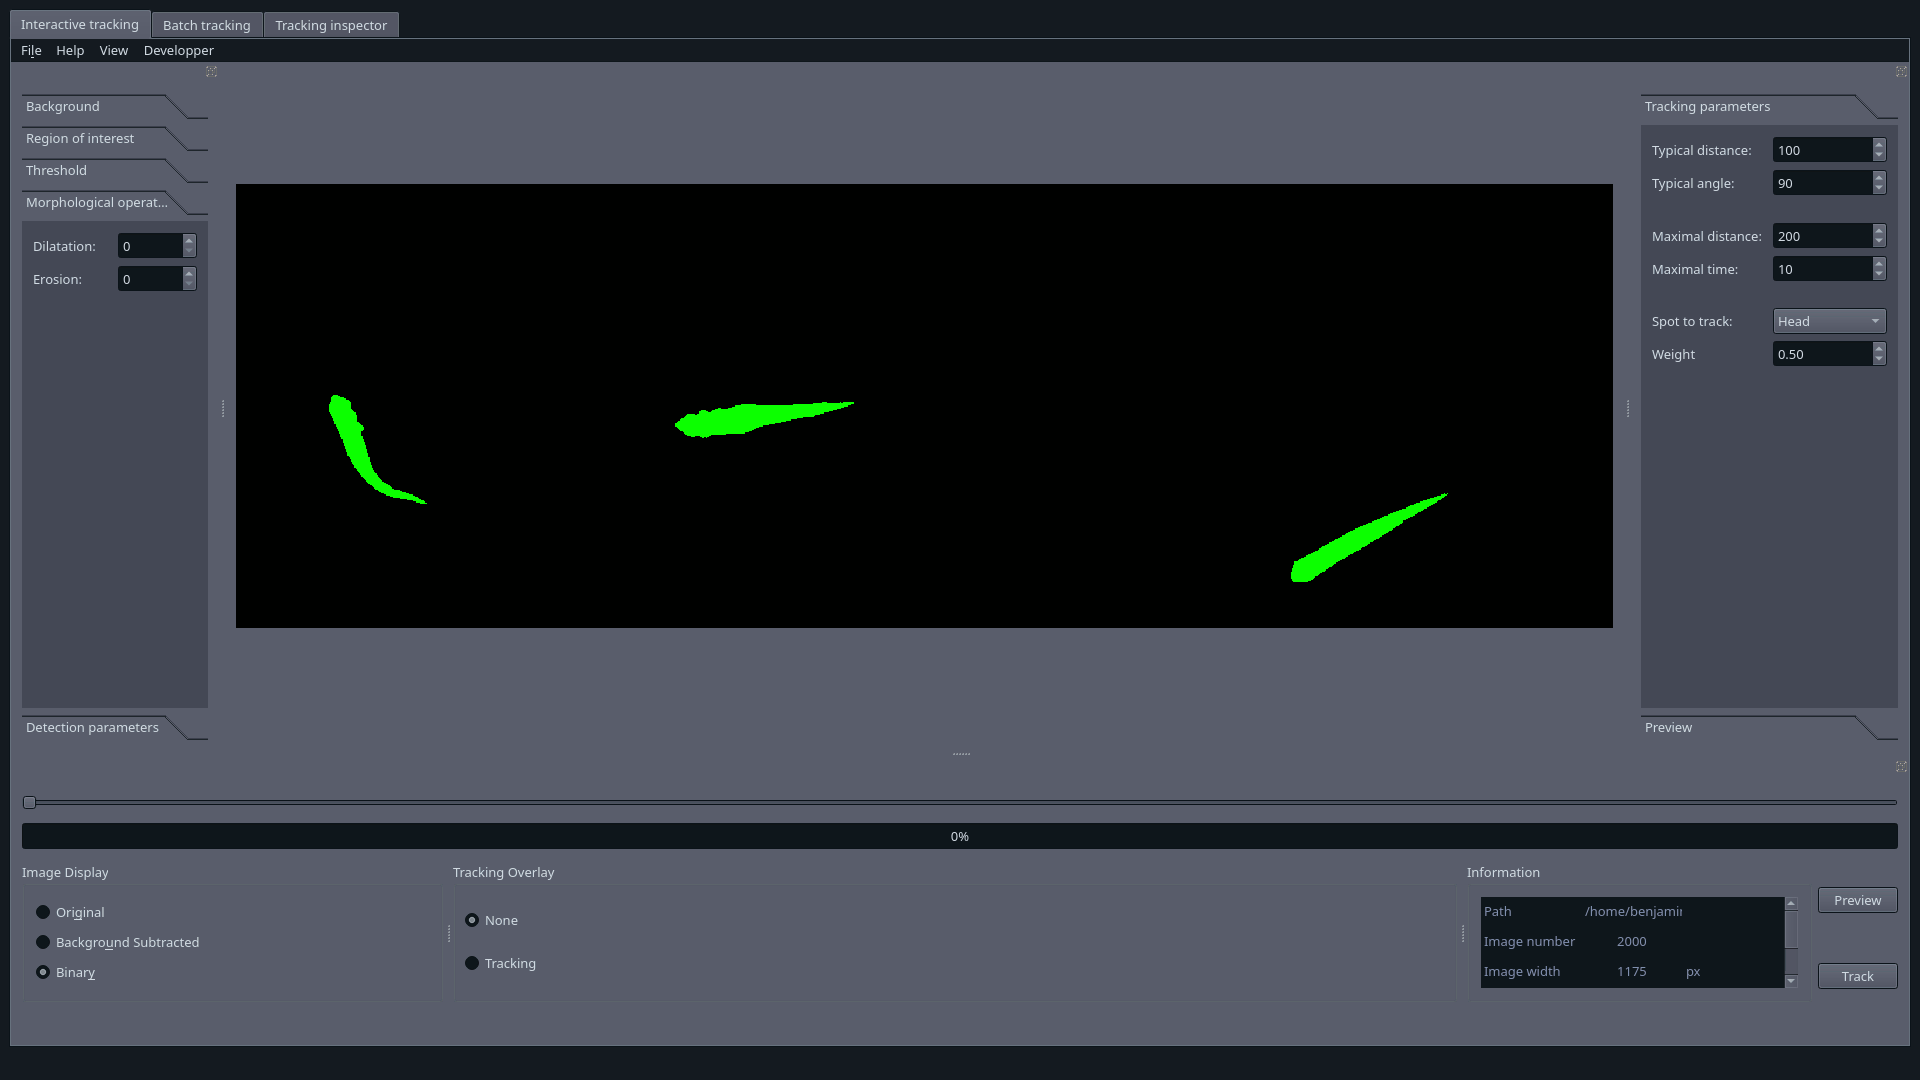 Interactive tracking Batch tracking Tracking inspector
File Help View Developer
Background
Region of interest
Threshold
Morphological operat...
Dilatation: 0
Erosion: 0
Detection parameters
Tracking parameters
Typical distance: 100
Typical angle: 90
Maximal distance: 200
Maximal time: 10
Spot to track: Head
Weight 0.50
Preview
0%
Image Display
Original
Background Subtracted
Binary
Tracking Overlay
None
Tracking
Information
Path /home/benjami
Image number 2000
Image width 1175 px
Preview
Track